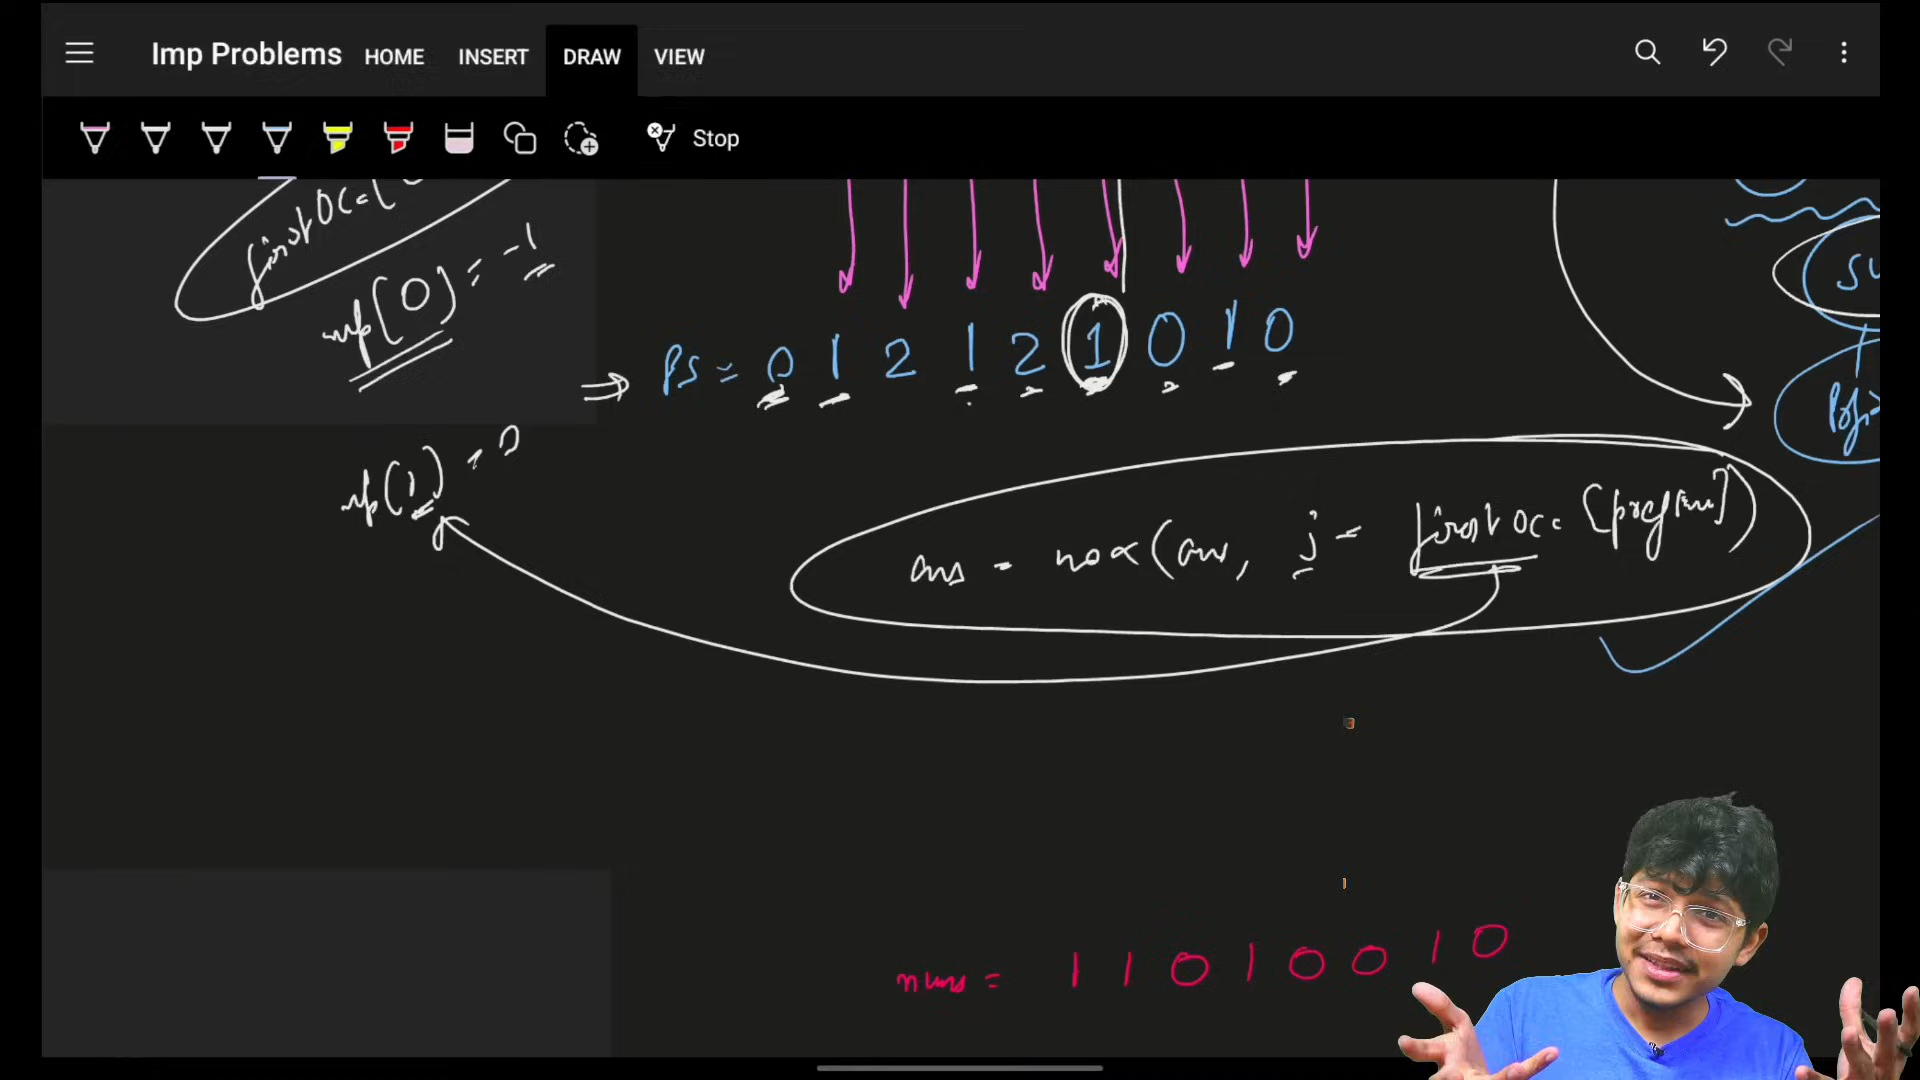 Imp Problems HOME INSERT DRAW VIEW
Stop
firstOcc[
mp[0] = -1
PS = 0 1 2 1 2 1 0 1 0
mp[1] = 0
ans = max(ans, j - firstOcc[prefsum])
nums = 1 1 0 1 0 0 1 0